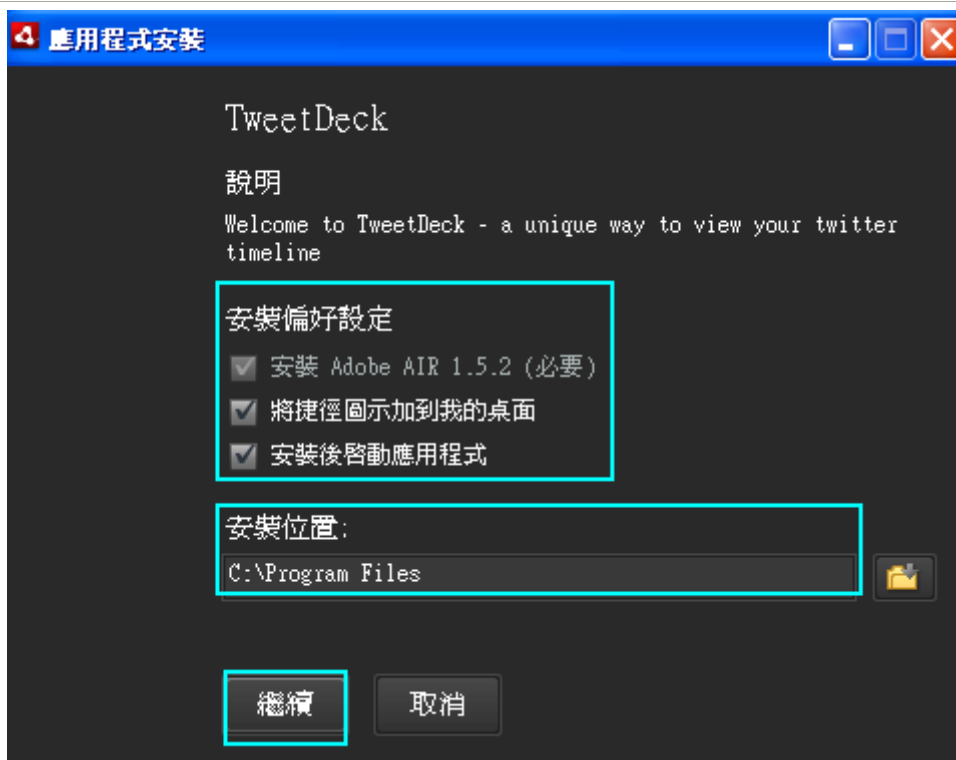 應用程式安裝
TweetDeck
說明
Welcome to TweetDeck - a unique way to view your twitter
timeline
安裝偏好設定
安裝 Adobe AIR 1.5.2 (必要)
將捷徑圖示加到我的桌面
安裝後啓動應用程式
安裝位置:
C:\Program Files
繼續
取消